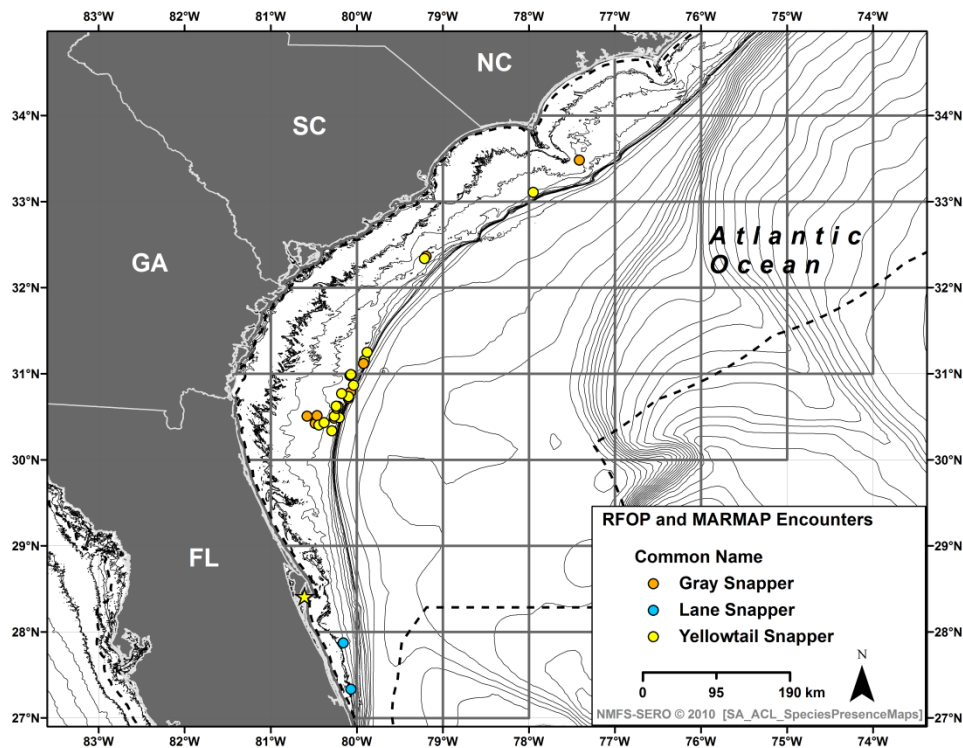 83°W 82°W 81°W 80°W 79°W 78°W 77°W 76°W 75°W 74°W
NC
34°N 34°N
SC
33°N 33°N
Atlantic
Ocean
GA
32°N 32°N
31°N 31°N
30°N 30°N
RFOP and MARMAP Encounters
29°N 29°N
Common Name
FL
Gray Snapper
Lane Snapper
28°N 28°N
Yellowtail Snapper
N
0 95 190 km
NMFS-SERO © 2010 [SA_ACL_SpeciesPresenceMaps]
27°N 27°N
83°W 82°W 81°W 80°W 79°W 78°W 77°W 76°W 75°W 74°W